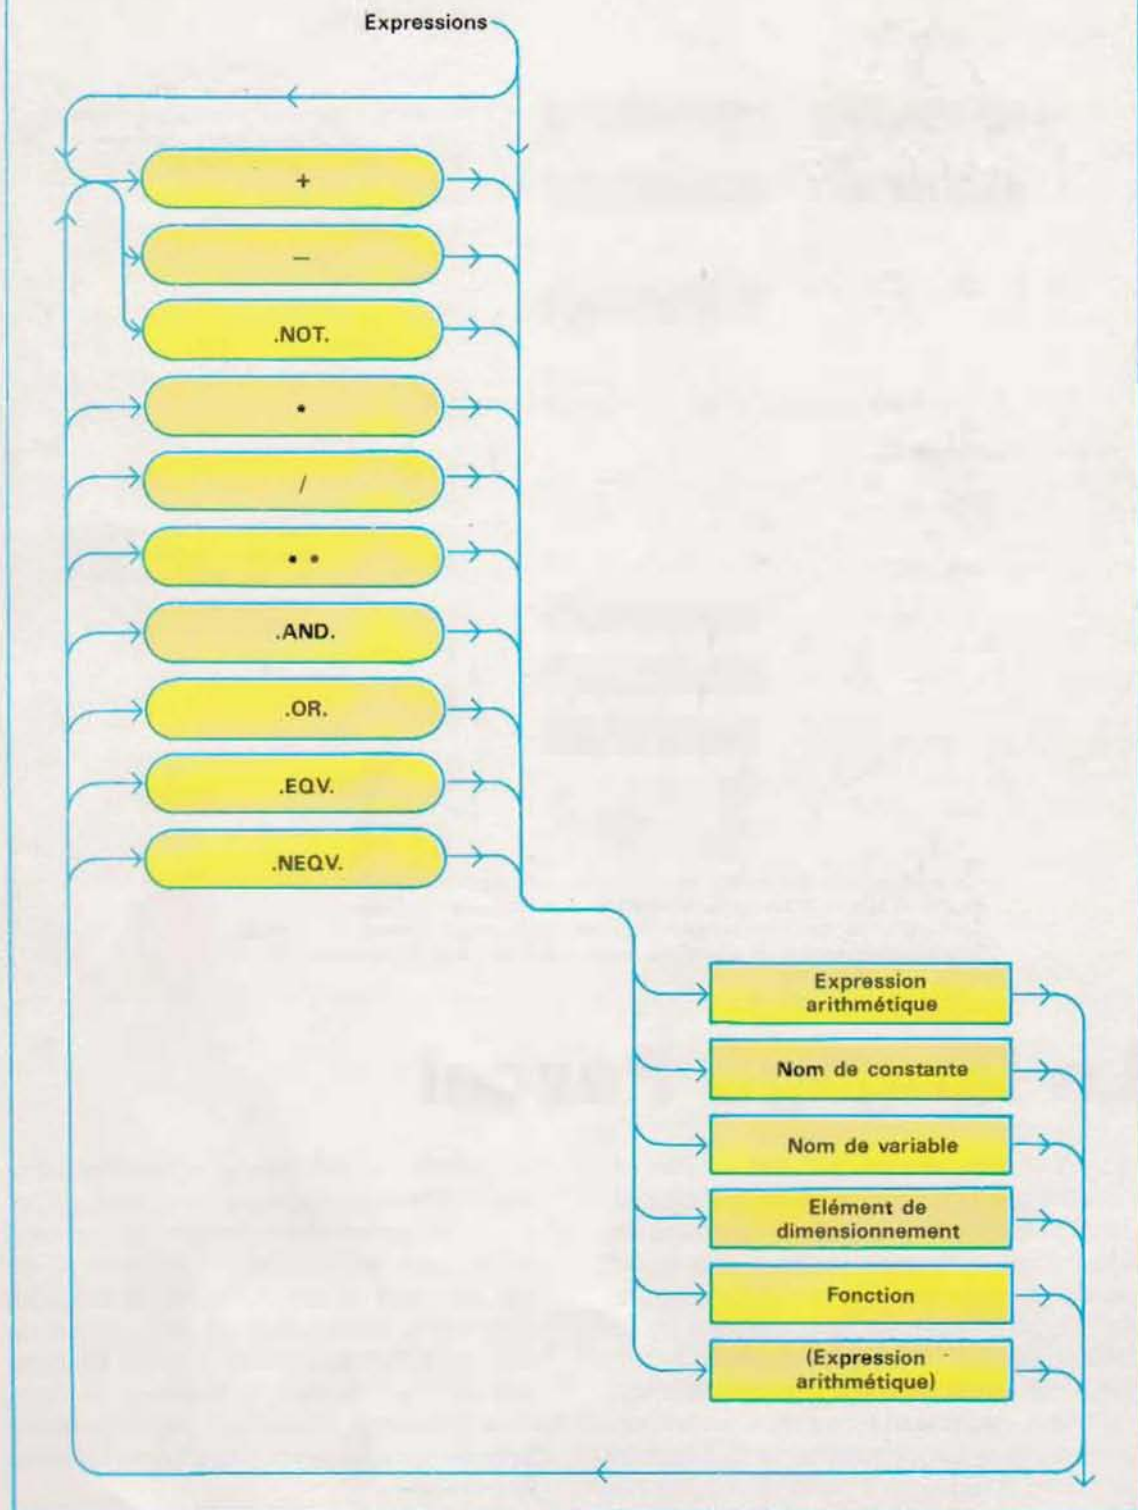 Expressions
+
–
.NOT.
•
/
• •
.AND.
.OR.
.EQV.
.NEQV.
Expression
arithmétique
Nom de constante
Nom de variable
Elément de
dimensionnement
Fonction
(Expression
arithmétique)